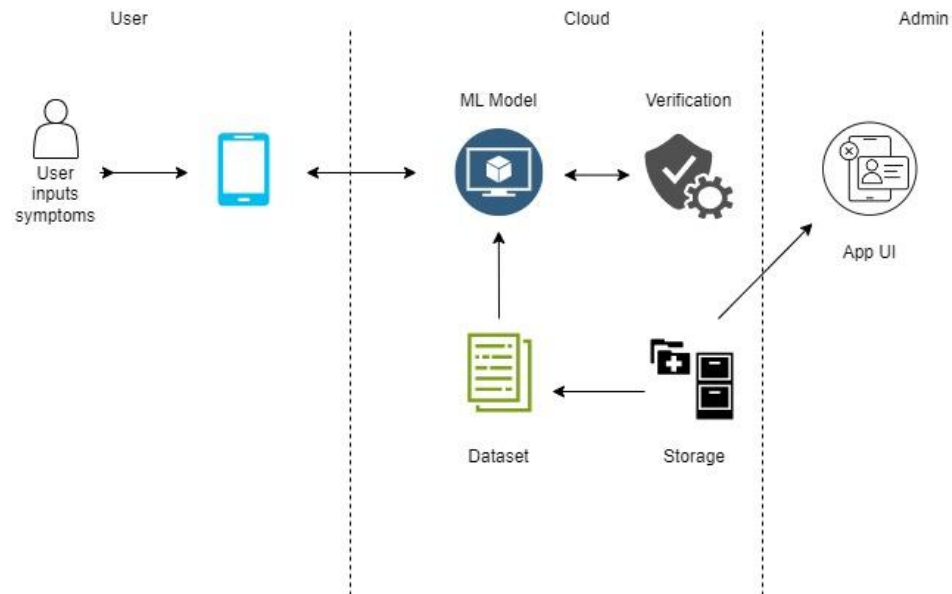 User
Cloud
Admin
ML Model
Verification
User
inputs
symptoms
App UI
Dataset
Storage